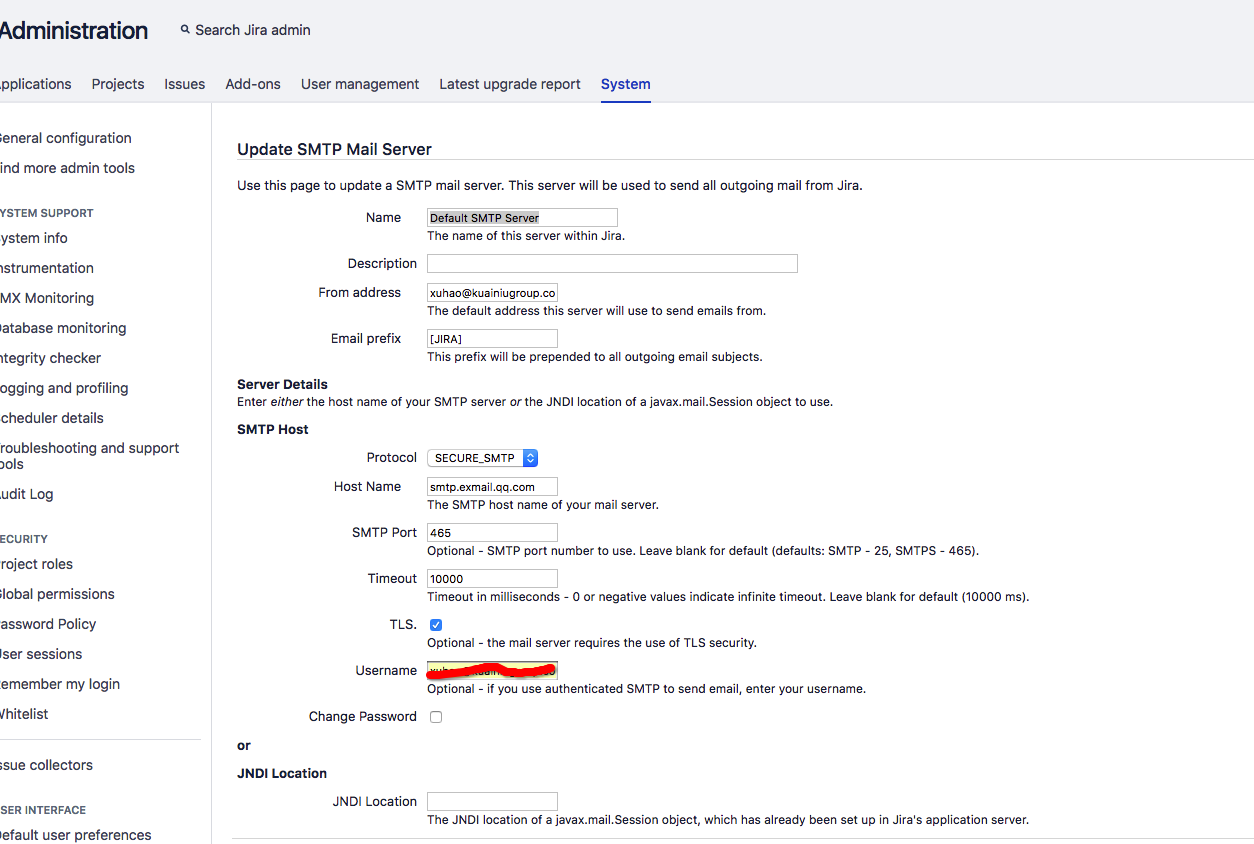 Administration
Search Jira admin
pplications Projects Issues Add-ons User management Latest upgrade report System
eneral configuration
ind more admin tools
YSTEM SUPPORT
ystem info
nstrumentation
MX Monitoring
atabase monitoring
ntegrity checker
ogging and profiling
cheduler details
roubleshooting and support
ools
udit Log
ECURITY
roject roles
lobal permissions
assword Policy
ser sessions
emember my login
hitelist
ssue collectors
SER INTERFACE
efault user preferences
Update SMTP Mail Server
Use this page to update a SMTP mail server. This server will be used to send all outgoing mail from Jira.
Name Default SMTP Server
The name of this server within Jira.
Description
From address xuhao@kuainiugroup.co
The default address this server will use to send emails from.
Email prefix [JIRA]
This prefix will be prepended to all outgoing email subjects.
Server Details
Enter either the host name of your SMTP server or the JNDI location of a javax.mail.Session object to use.
SMTP Host
Protocol SECURE_SMTP
Host Name smtp.exmail.qq.com
The SMTP host name of your mail server.
SMTP Port 465
Optional - SMTP port number to use. Leave blank for default (defaults: SMTP - 25, SMTPS - 465).
Timeout 10000
Timeout in milliseconds - 0 or negative values indicate infinite timeout. Leave blank for default (10000 ms).
TLS.
Optional - the mail server requires the use of TLS security.
Username
Optional - if you use authenticated SMTP to send email, enter your username.
Change Password
or
JNDI Location
JNDI Location
The JNDI location of a javax.mail.Session object, which has already been set up in Jira's application server.